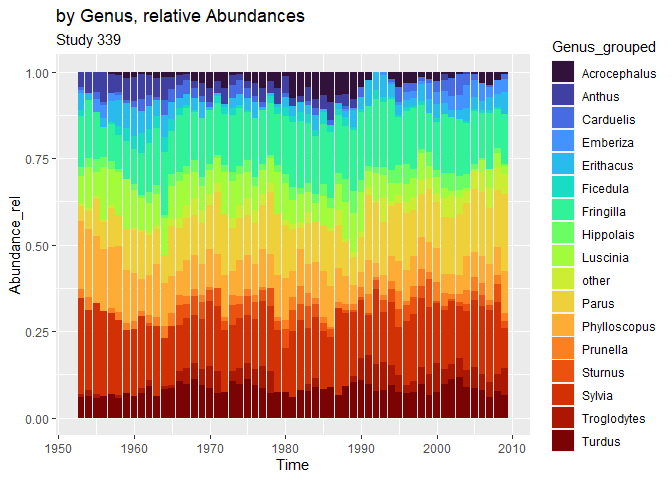 by Genus, relative Abundances
Study 339
Genus_grouped
Acrocephalus
Anthus
Carduelis
Emberiza
Erithacus
Ficedula
Fringilla
Hippolais
Luscinia
other
Parus
Phylloscopus
Prunella
Sturnus
Sylvia
Troglodytes
Turdus
Abundance_rel
1.00
0.75
0.50
0.25
0.00
1950 1960 1970 1980 1990 2000 2010
Time